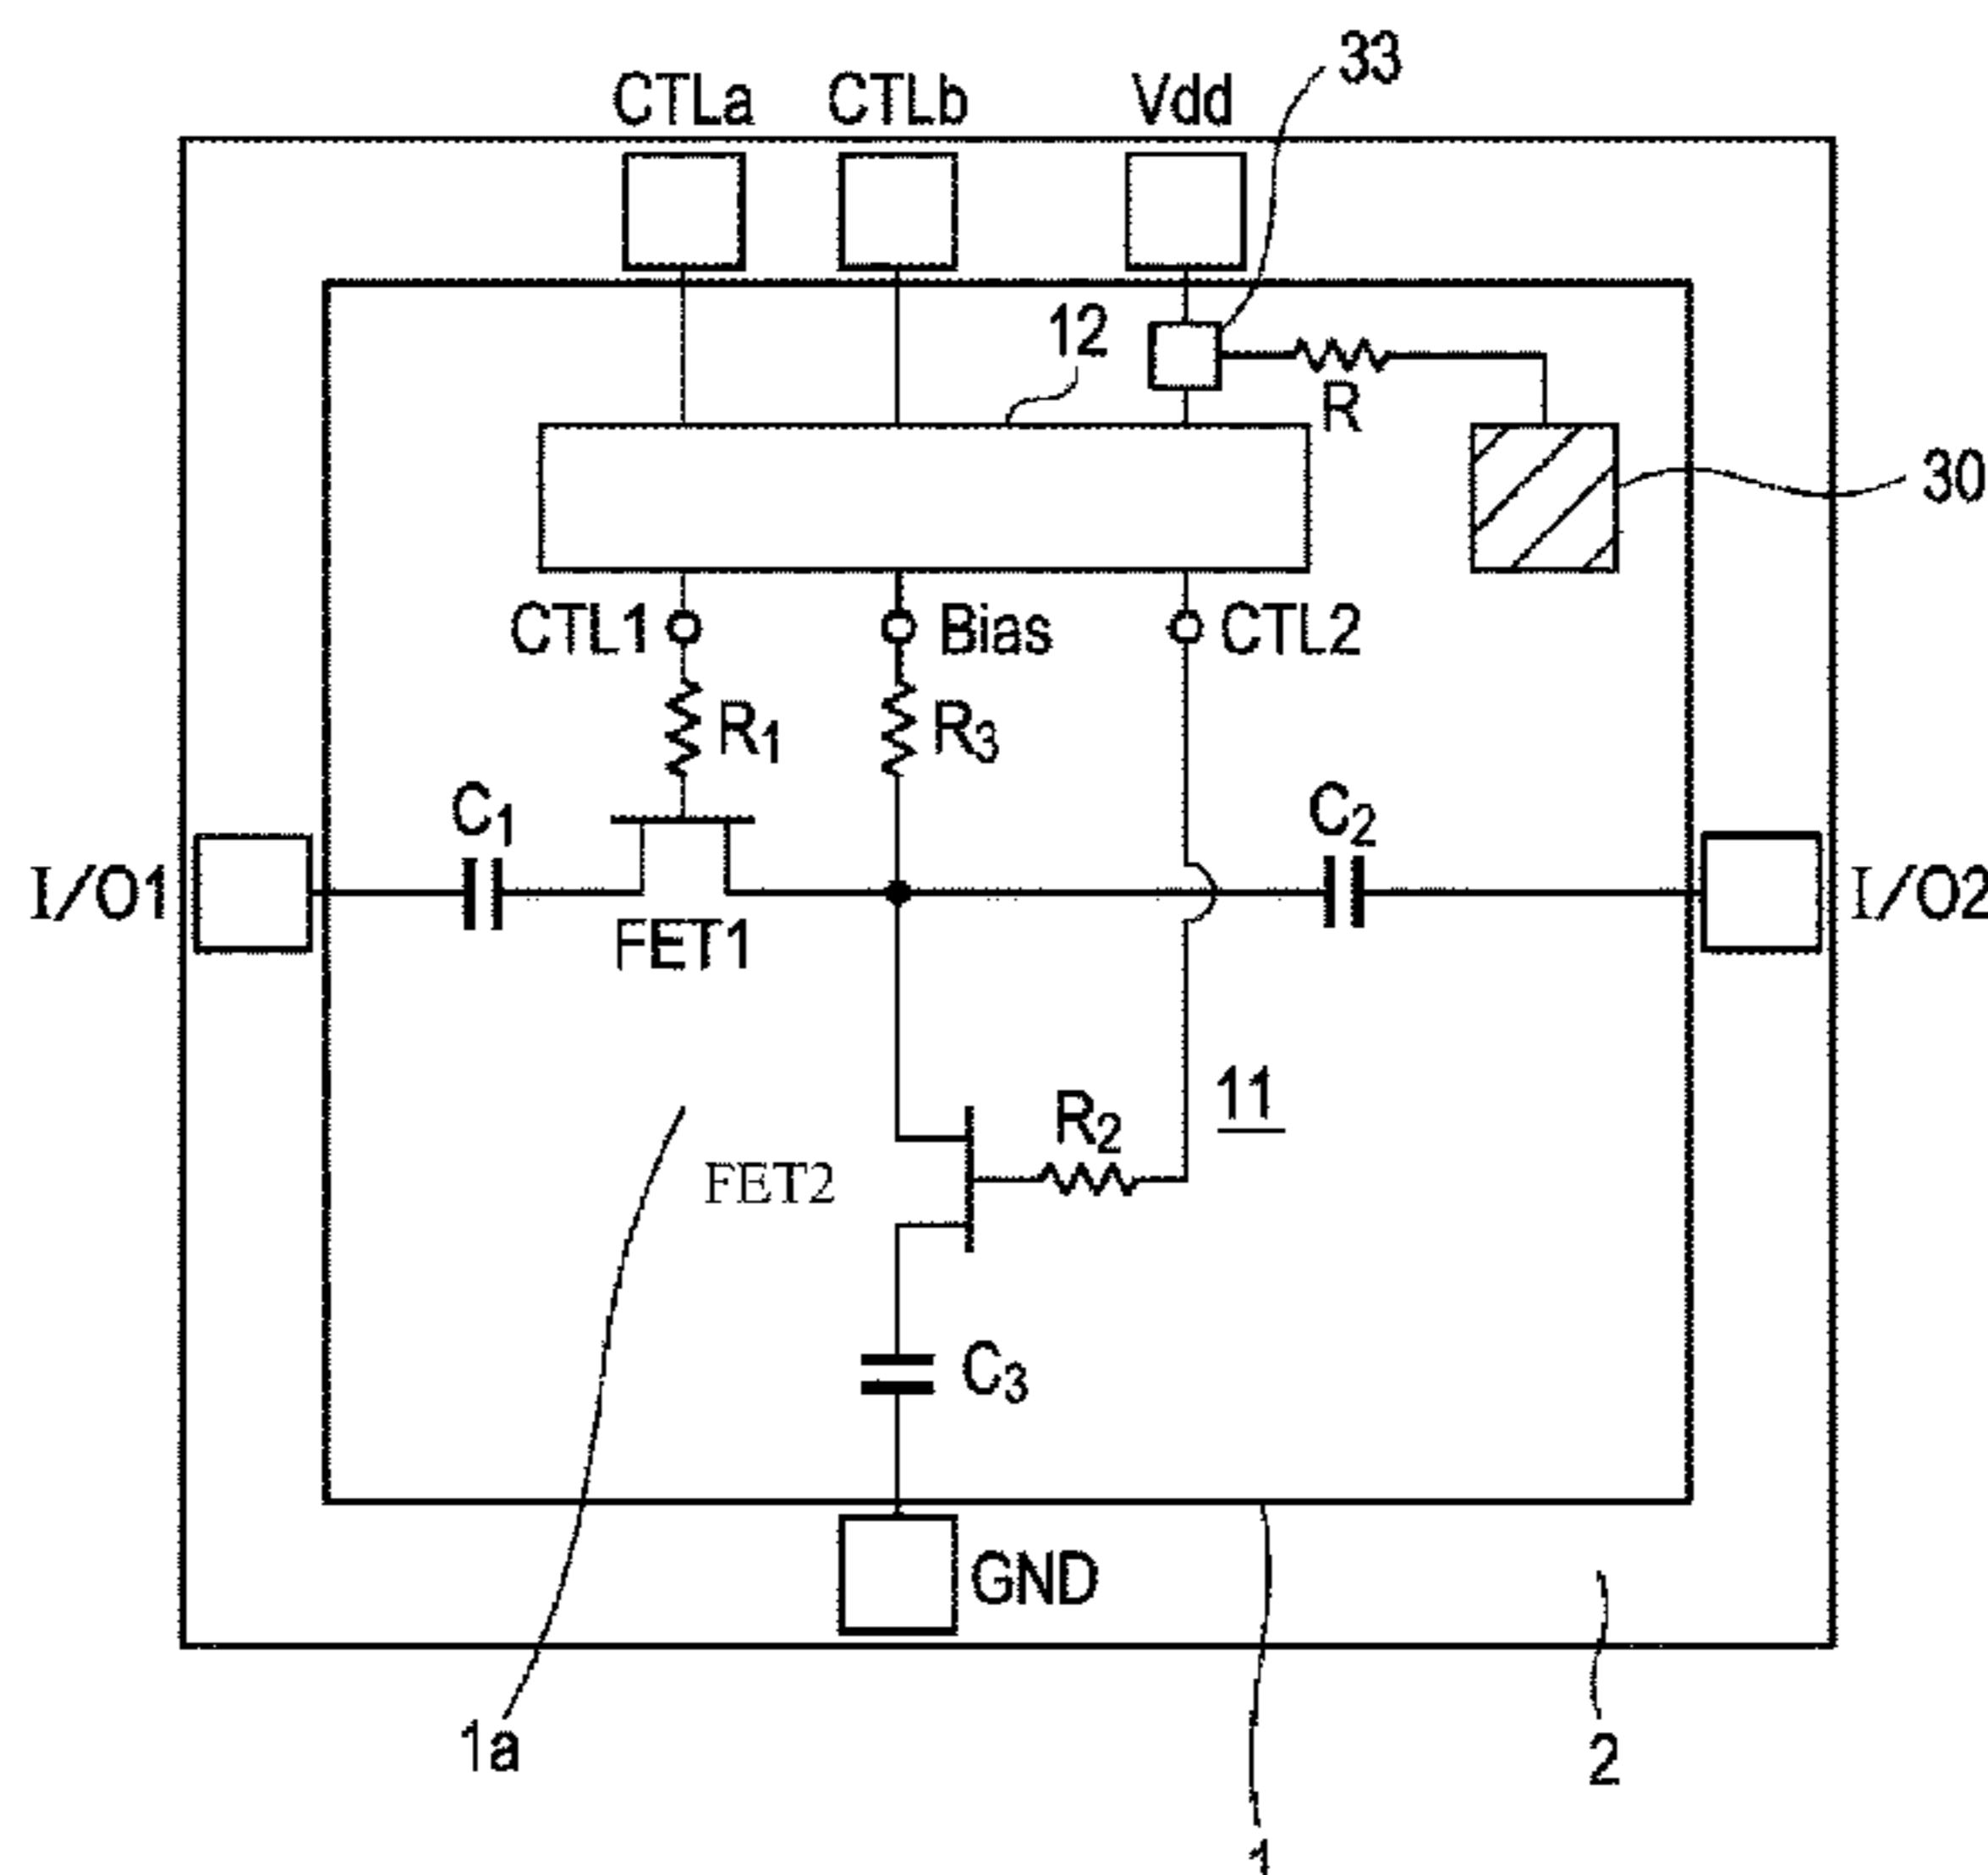 33
CTLa CTLb Vdd
12
R
30
CTL1 Bias CTL2
R1 R3
C1 C2
I/O1 I/O2
FET1
11
R2
FET2
C3
GND
1a 2
1